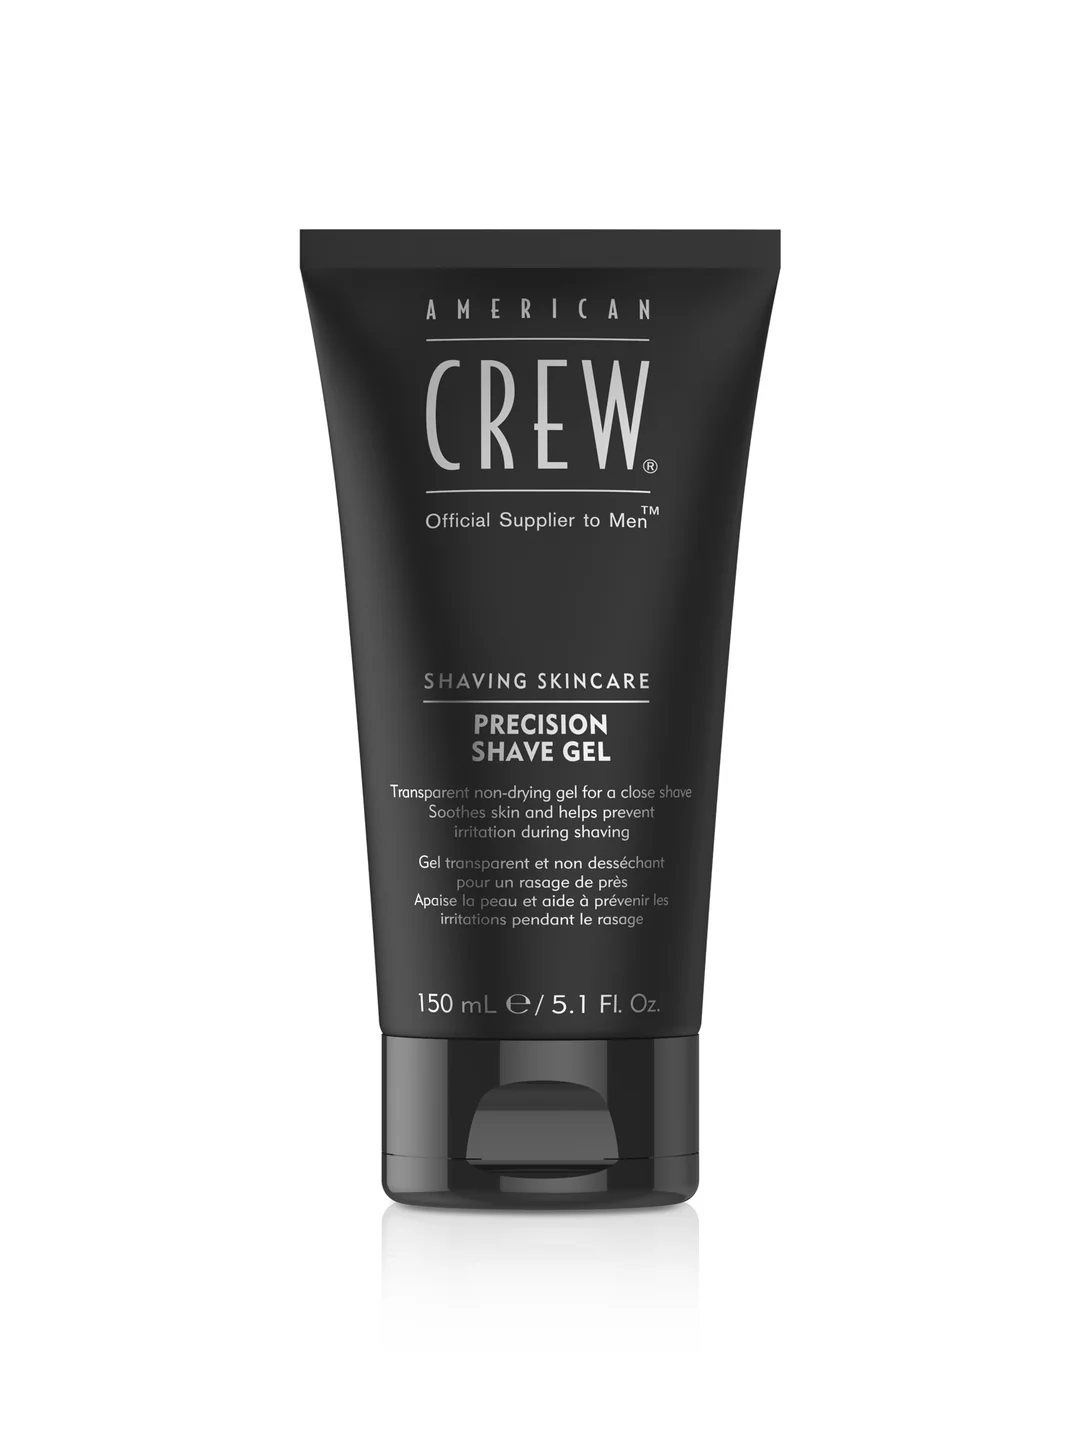 AMERICAN
CREW®
Official Supplier to Men™
SHAVING SKINCARE
PRECISION
SHAVE GEL
Transparent non-drying gel for a close shave
Soothes skin and helps prevent
irritation during shaving
Gel transparent et non desséchant
pour un rasage de près
Apaise la peau et aide à prévenir les
irritations pendant le rasage
150 mL ℮/ 5.1 Fl. Oz.